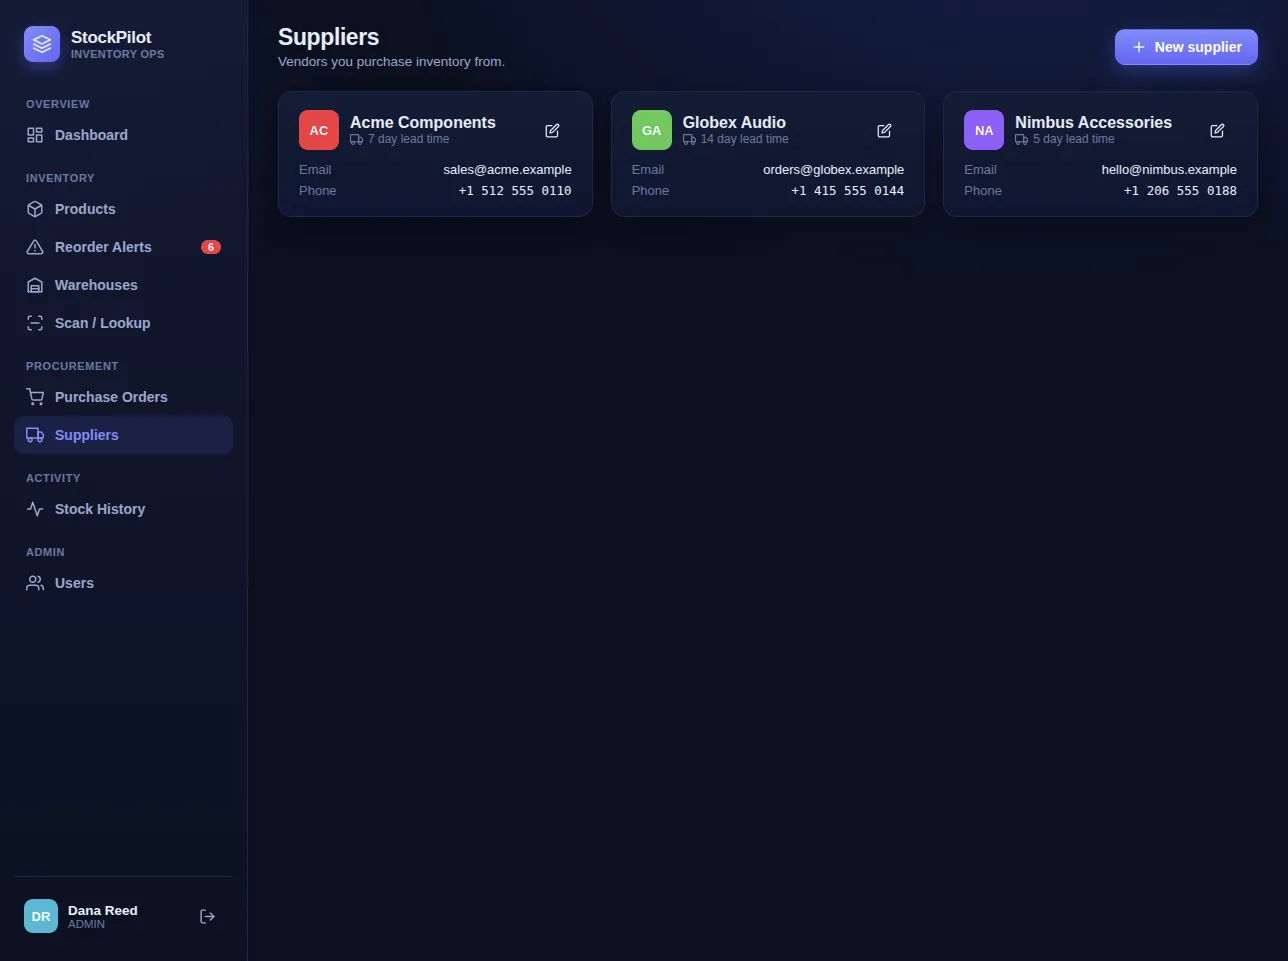 StockPilot
INVENTORY OPS
OVERVIEW
Dashboard
INVENTORY
Products
Reorder Alerts 6
Warehouses
Scan / Lookup
PROCUREMENT
Purchase Orders
Suppliers
ACTIVITY
Stock History
ADMIN
Users
DR
Dana Reed
ADMIN
Suppliers
Vendors you purchase inventory from.
New supplier
AC
Acme Components
7 day lead time
Email sales@acme.example
Phone +1 512 555 0110
GA
Globex Audio
14 day lead time
Email orders@globex.example
Phone +1 415 555 0144
NA
Nimbus Accessories
5 day lead time
Email hello@nimbus.example
Phone +1 206 555 0188